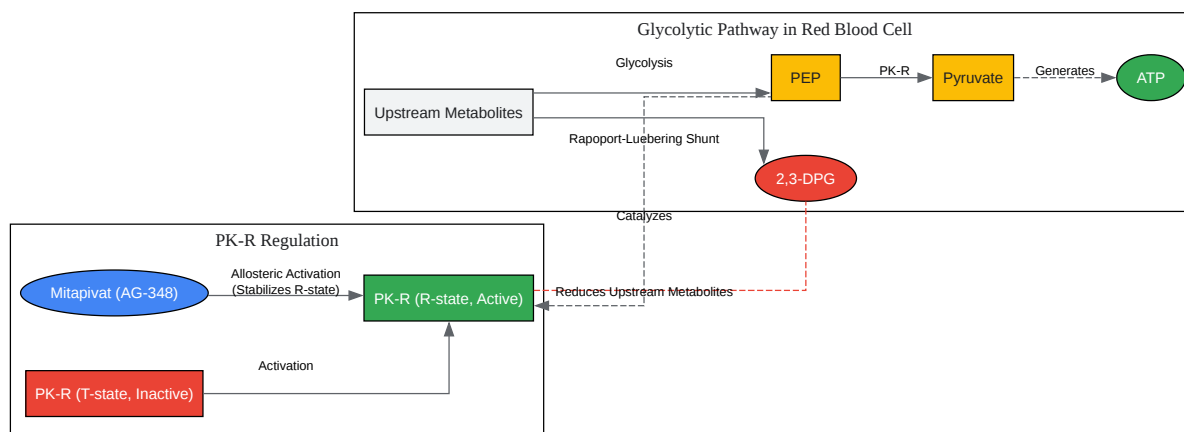 Glycolytic Pathway in Red Blood Cell
Glycolysis
PEP
PK-R
Pyruvate
Generates
ATP
Upstream Metabolites
Rapoport-Luebering Shunt
2,3-DPG
Catalyzes
PK-R Regulation
Mitapivat (AG-348)
Allosteric Activation
(Stabilizes R-state)
PK-R (R-state, Active)
Reduces Upstream Metabolites
Activation
PK-R (T-state, Inactive)